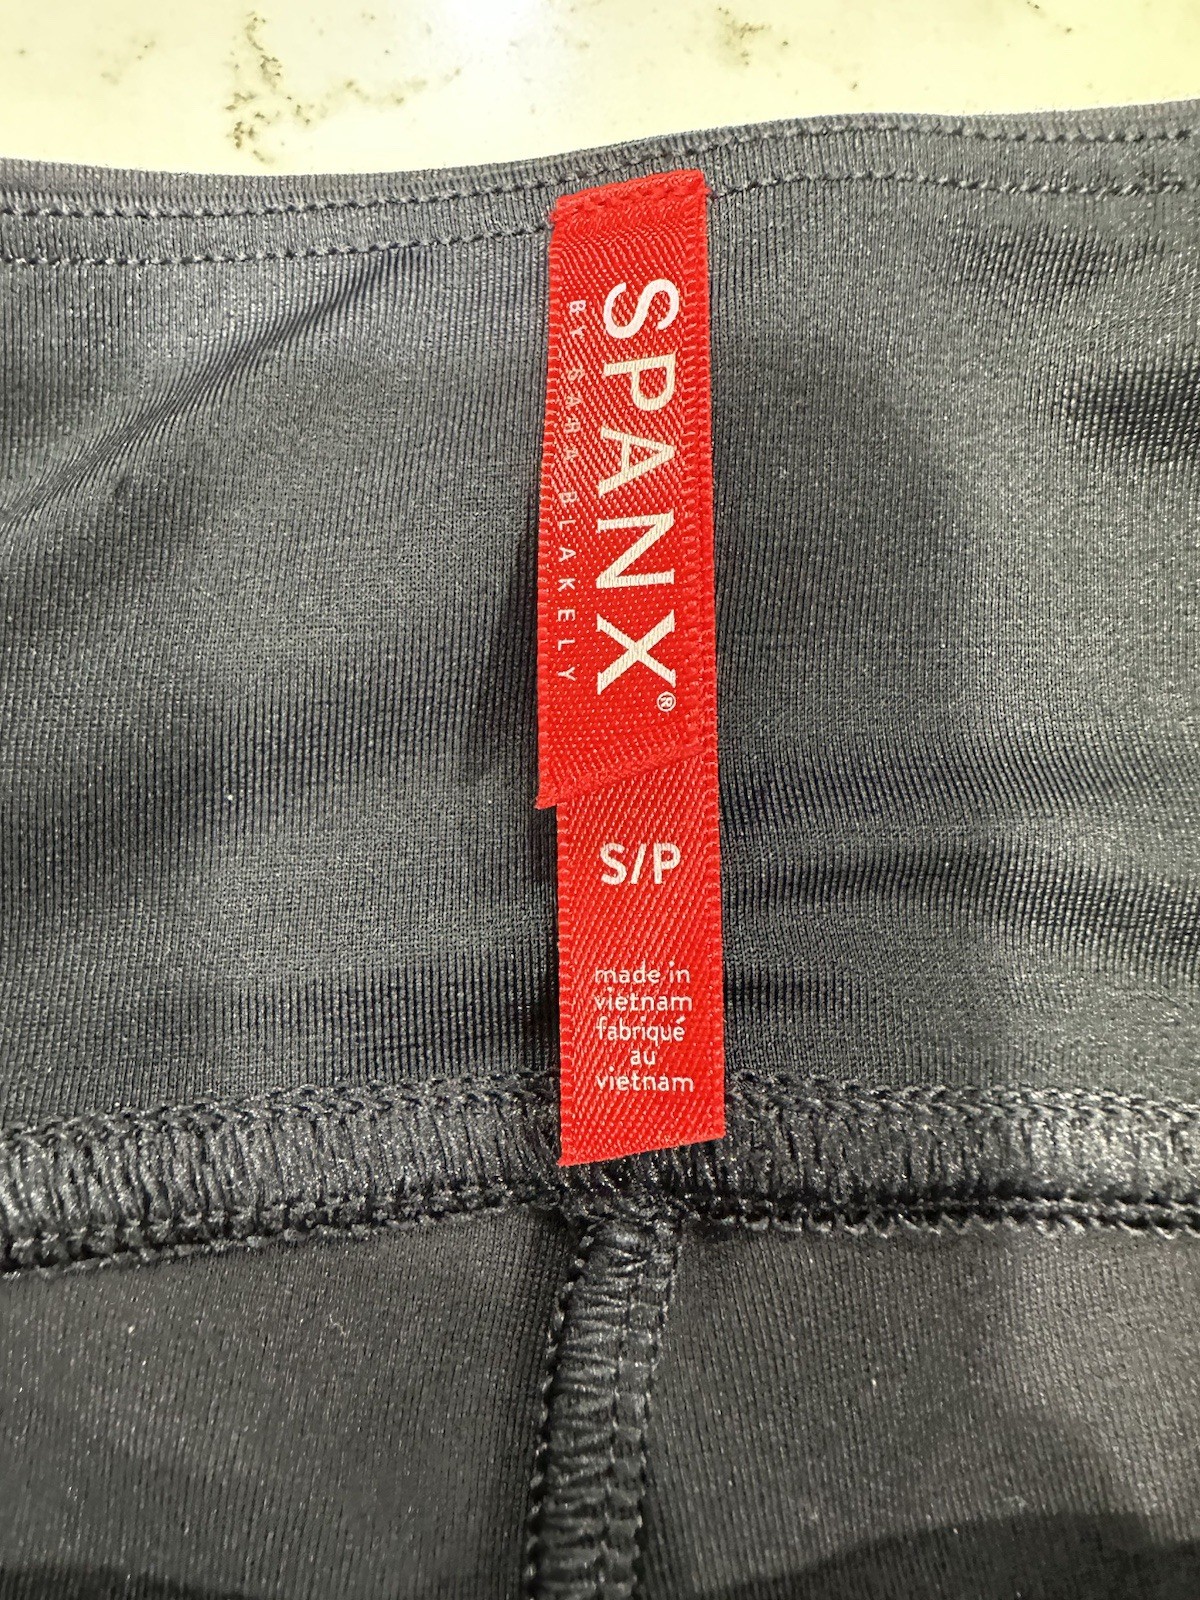 SPANX®
BY SARA BLAKELY
S/P
made in
vietnam
fabriqué
au
vietnam